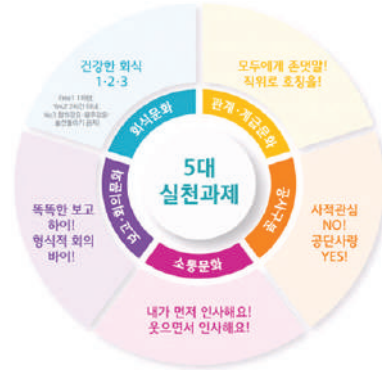 건강한 회식
1·2·3
모두에게 존댓말!
직위로 호칭을!
회식문화
관계·계급문화
5대
실천과제
보고·회의문화
공사구분
소통문화
똑똑한 보고
하이!
형식적 회의
바이!
사적관심
NO!
공단사랑
YES!
내가 먼저 인사해요!
웃으면서 인사해요!